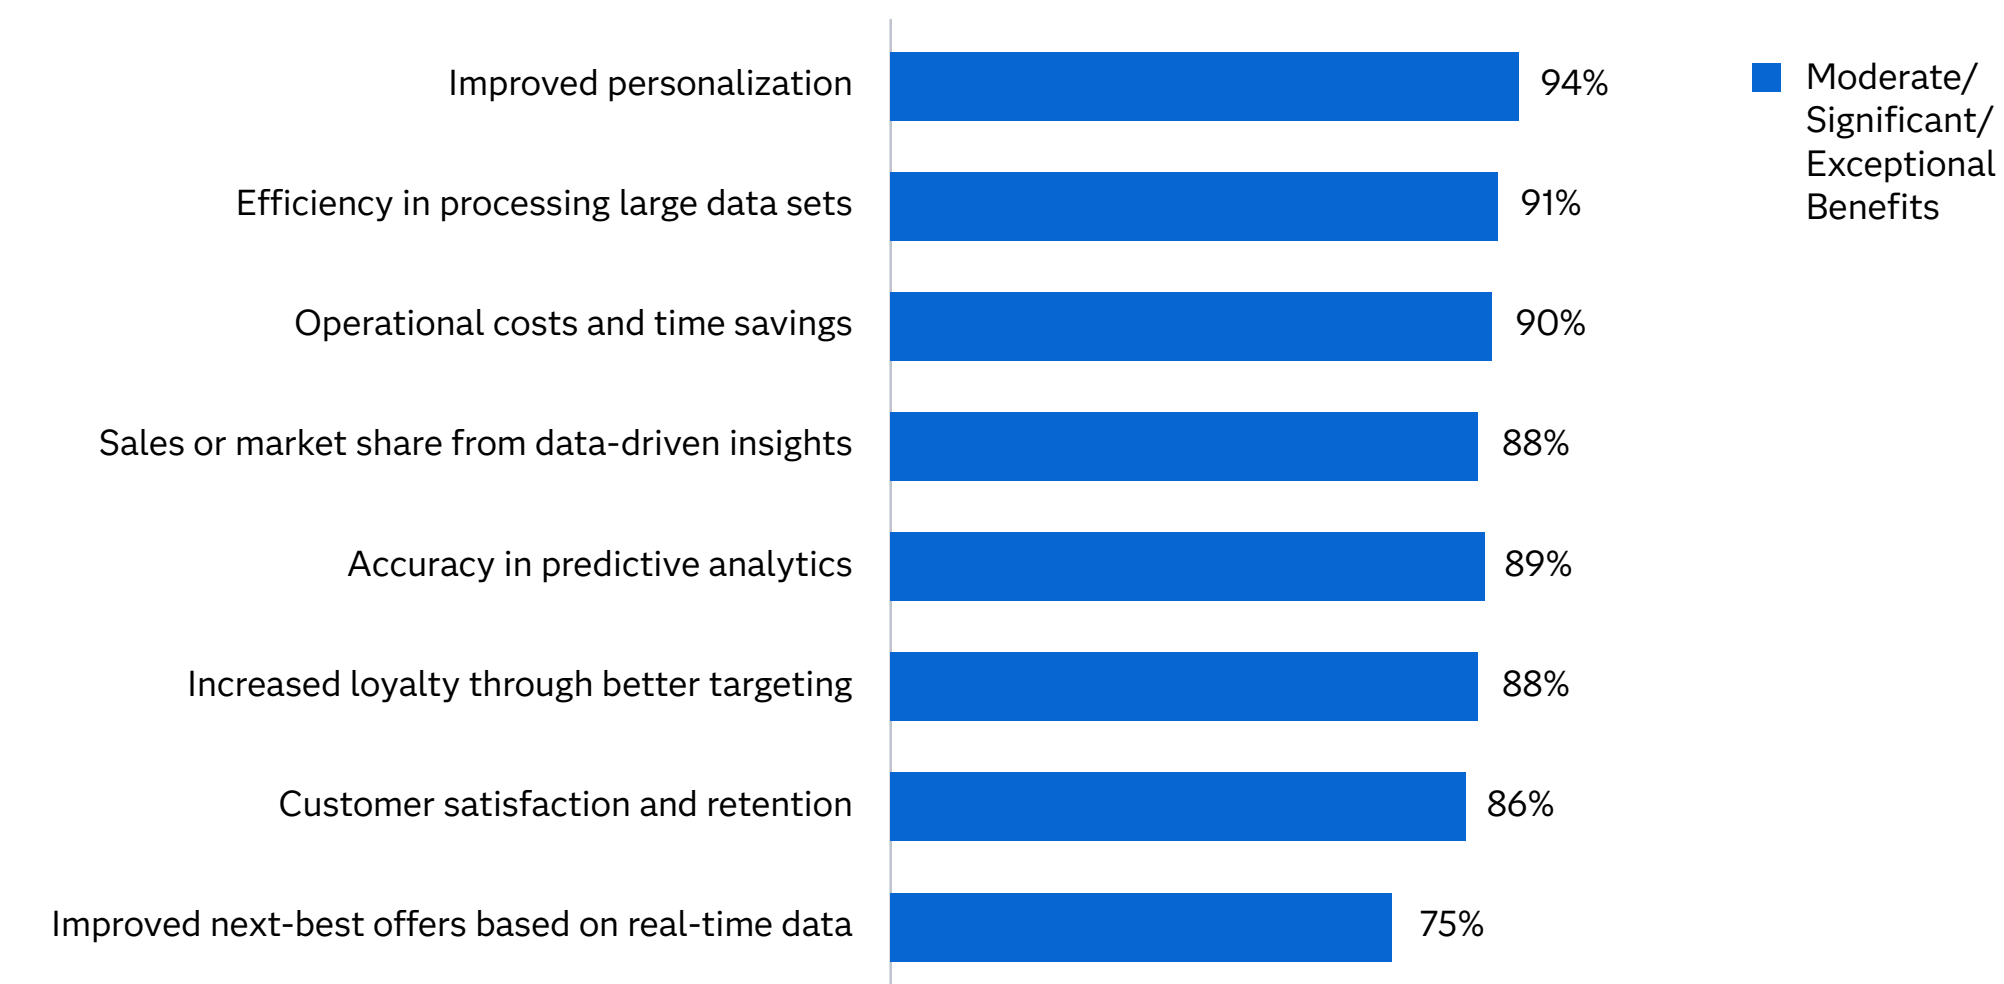 Improved personalization 94%
Efficiency in processing large data sets 91%
Operational costs and time savings 90%
Sales or market share from data-driven insights 88%
Accuracy in predictive analytics 89%
Increased loyalty through better targeting 88%
Customer satisfaction and retention 86%
Improved next-best offers based on real-time data 75%
Moderate/
Significant/
Exceptional
Benefits